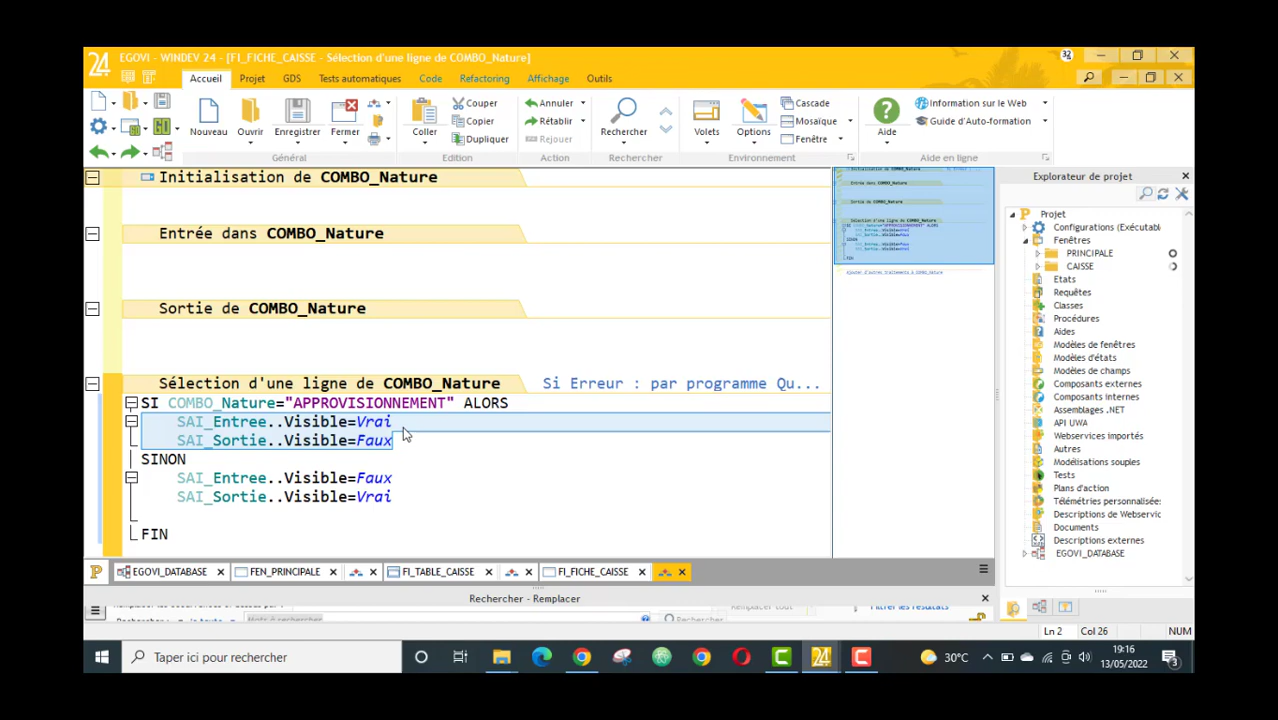 24 EGOVI - WINDEV 24 - [FI_FICHE_CAISSE - Sélection d'une ligne de COMBO_Nature] 32
Accueil Projet GDS Tests automatiques Code Refactoring Affichage Outils
Nouveau Ouvrir Enregistrer Fermer
Général
Coller Couper Copier Dupliquer
Edition
Annuler Rétablir Rejouer
Action
Rechercher
Rechercher
Volets Options Cascade Mosaïque Fenêtre
Environnement
Aide Information sur le Web Guide d'Auto-formation
Aide en ligne
Initialisation de COMBO_Nature
Entrée dans COMBO_Nature
Sortie de COMBO_Nature
Sélection d'une ligne de COMBO_Nature Si Erreur : par programme Qu...
SI COMBO_Nature="APPROVISIONNEMENT" ALORS
SAI_Entree..Visible=Vrai
SAI_Sortie..Visible=Faux
SINON
SAI_Entree..Visible=Faux
SAI_Sortie..Visible=Vrai
FIN
Explorateur de projet
Projet
Configurations (Exécutabl
Fenêtres
PRINCIPALE
CAISSE
Etats
Requêtes
Classes
Procédures
Aides
Modèles de fenêtres
Modèles d'états
Modèles de champs
Composants externes
Composants internes
Assemblages .NET
API UWA
Webservices importés
Autres
Modélisations souples
Tests
Plans d'action
Télémétries personnalisée:
Descriptions de Webservic
Documents
Descriptions externes
EGOVI_DATABASE
EGOVI_DATABASE FEN_PRINCIPALE FI_TABLE_CAISSE FI_FICHE_CAISSE
Rechercher - Remplacer
Ln 2 Col 26 NUM
Taper ici pour rechercher
24
30°C
19:16
13/05/2022
3